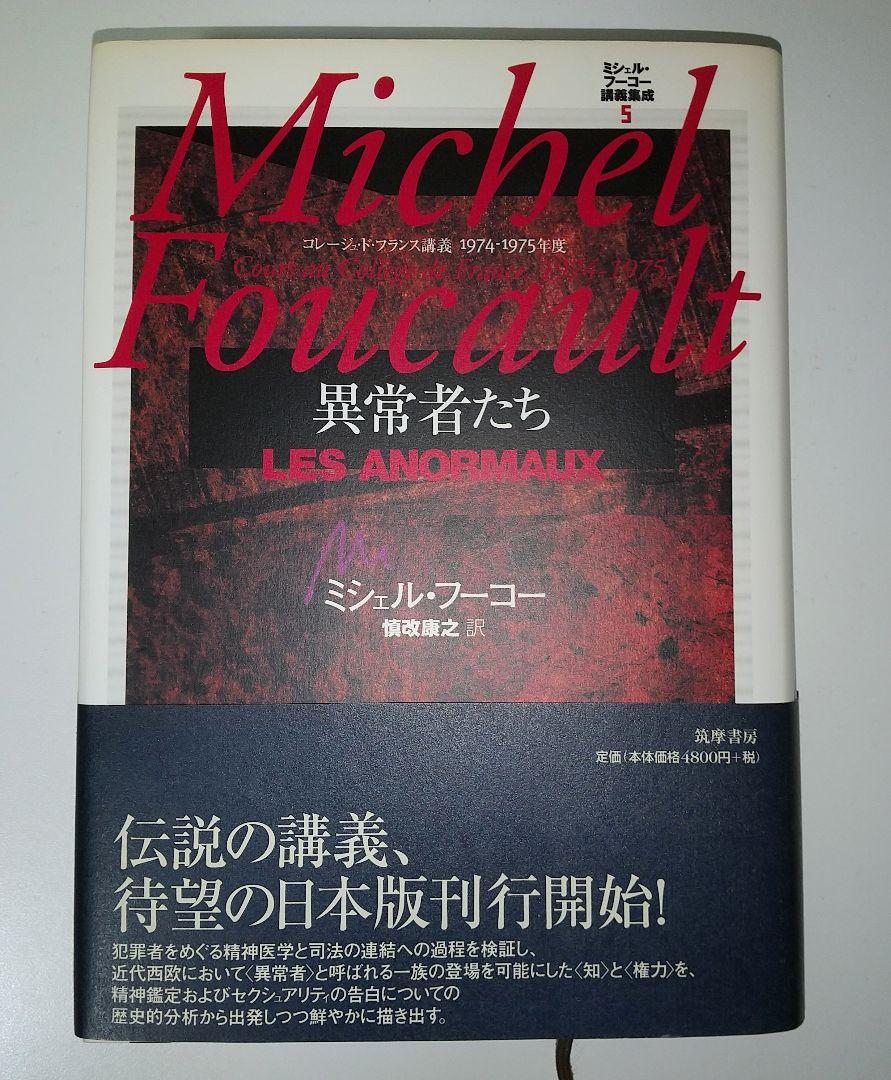 Michel
Foucault
ミシェル・
フーコー
講義集成
5
コレージュ・ド・フランス講義 1974-1975年度
Cours au Collège de France, 1974-1975
異常者たち
LES ANORMAUX
ミシェル・フーコー
慎改康之 訳
筑摩書房
定価(本体価格4800円+税)
伝説の講義、
待望の日本版刊行開始!
犯罪者をめぐる精神医学と司法の連結への過程を検証し、
近代西欧において〈異常者〉と呼ばれる一族の登場を可能にした〈知〉と〈権力〉を、
精神鑑定およびセクシュアリティの告白についての
歴史的分析から出発しつつ鮮やかに描き出す。